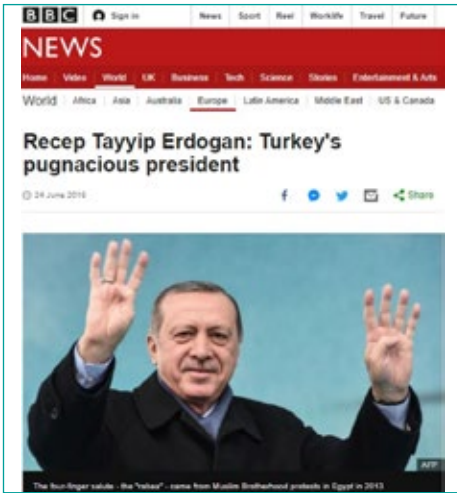 BBC Sign in News Sport Reel Worklife Travel Future
NEWS
Home Video World UK Business Tech Science Stories Entertainment & Arts
World Africa Asia Australia Europe Latin America Middle East US & Canada
Recep Tayyip Erdogan: Turkey's
pugnacious president
24 June 2018
Share
AFP
The four-finger salute - the "rabaa" - came from Muslim Brotherhood protests in Egypt in 2013